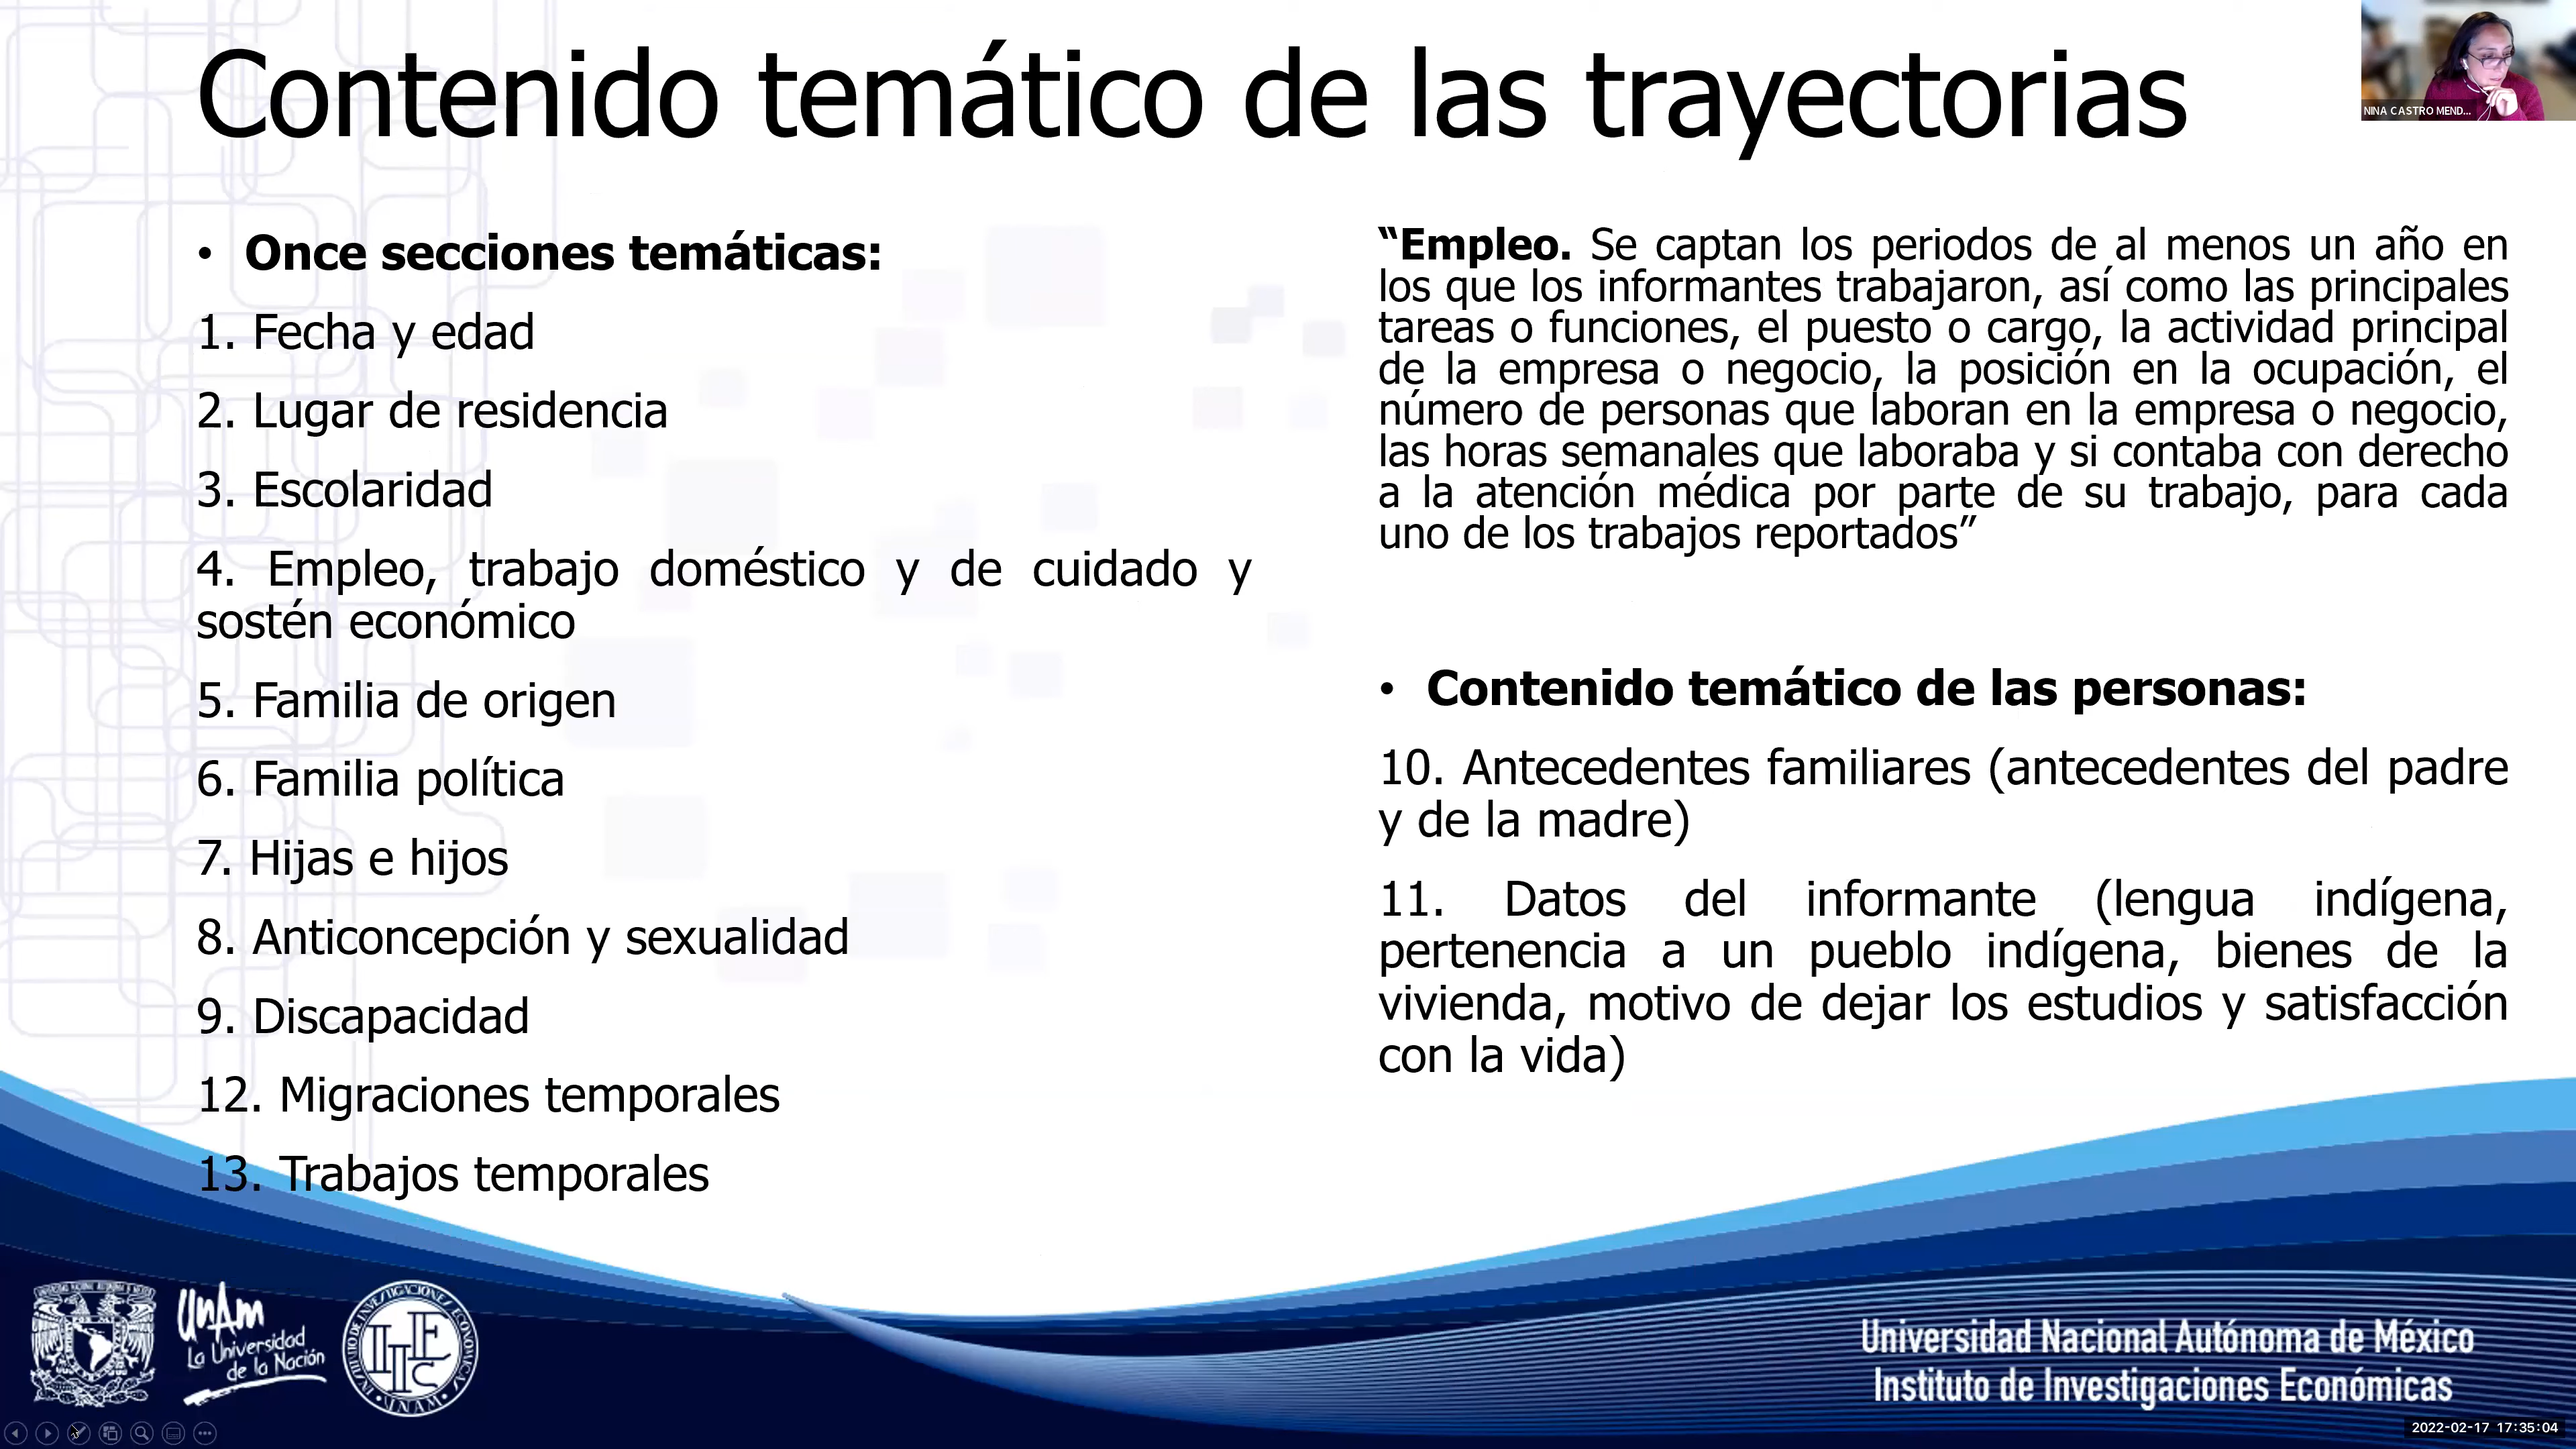 Contenido temático de las trayectorias
NINA CASTRO MEND...
• Once secciones temáticas:
1. Fecha y edad
2. Lugar de residencia
3. Escolaridad
4. Empleo, trabajo doméstico y de cuidado y
sostén económico
5. Familia de origen
6. Familia política
7. Hijas e hijos
8. Anticoncepción y sexualidad
9. Discapacidad
12. Migraciones temporales
13. Trabajos temporales
“Empleo. Se captan los periodos de al menos un año en
los que los informantes trabajaron, así como las principales
tareas o funciones, el puesto o cargo, la actividad principal
de la empresa o negocio, la posición en la ocupación, el
número de personas que laboran en la empresa o negocio,
las horas semanales que laboraba y si contaba con derecho
a la atención médica por parte de su trabajo, para cada
uno de los trabajos reportados”
• Contenido temático de las personas:
10. Antecedentes familiares (antecedentes del padre
y de la madre)
11. Datos del informante (lengua indígena,
pertenencia a un pueblo indígena, bienes de la
vivienda, motivo de dejar los estudios y satisfacción
con la vida)
UNAM
La Universidad
de la Nación
INSTITUTO DE INVESTIGACIONES ECONÓMICAS
IIEc
UNAM
Universidad Nacional Autónoma de México
Instituto de Investigaciones Económicas
2022-02-17 17:35:04